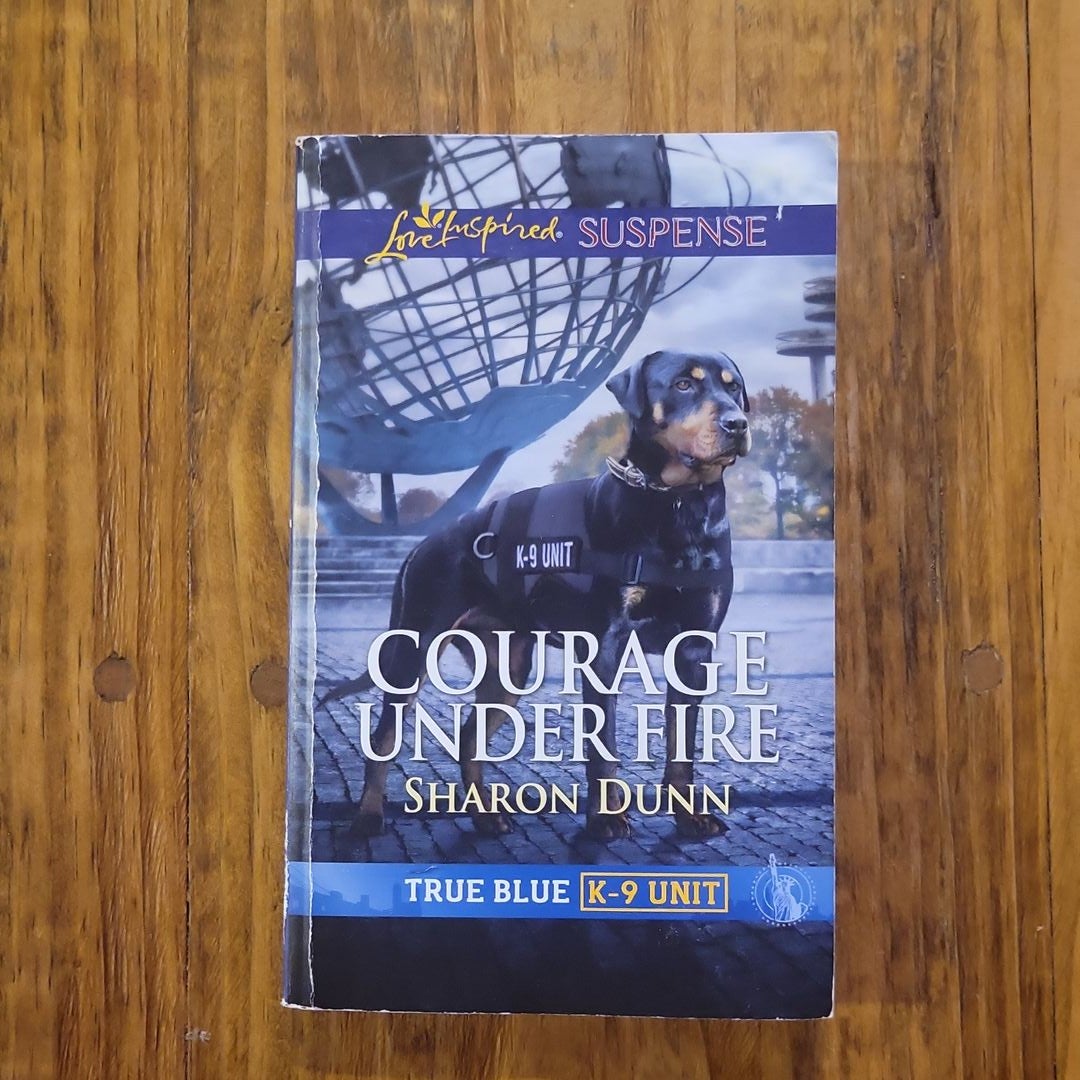 Love Inspired® SUSPENSE
K-9 UNIT
COURAGE
UNDER FIRE
SHARON DUNN
TRUE BLUE K-9 UNIT